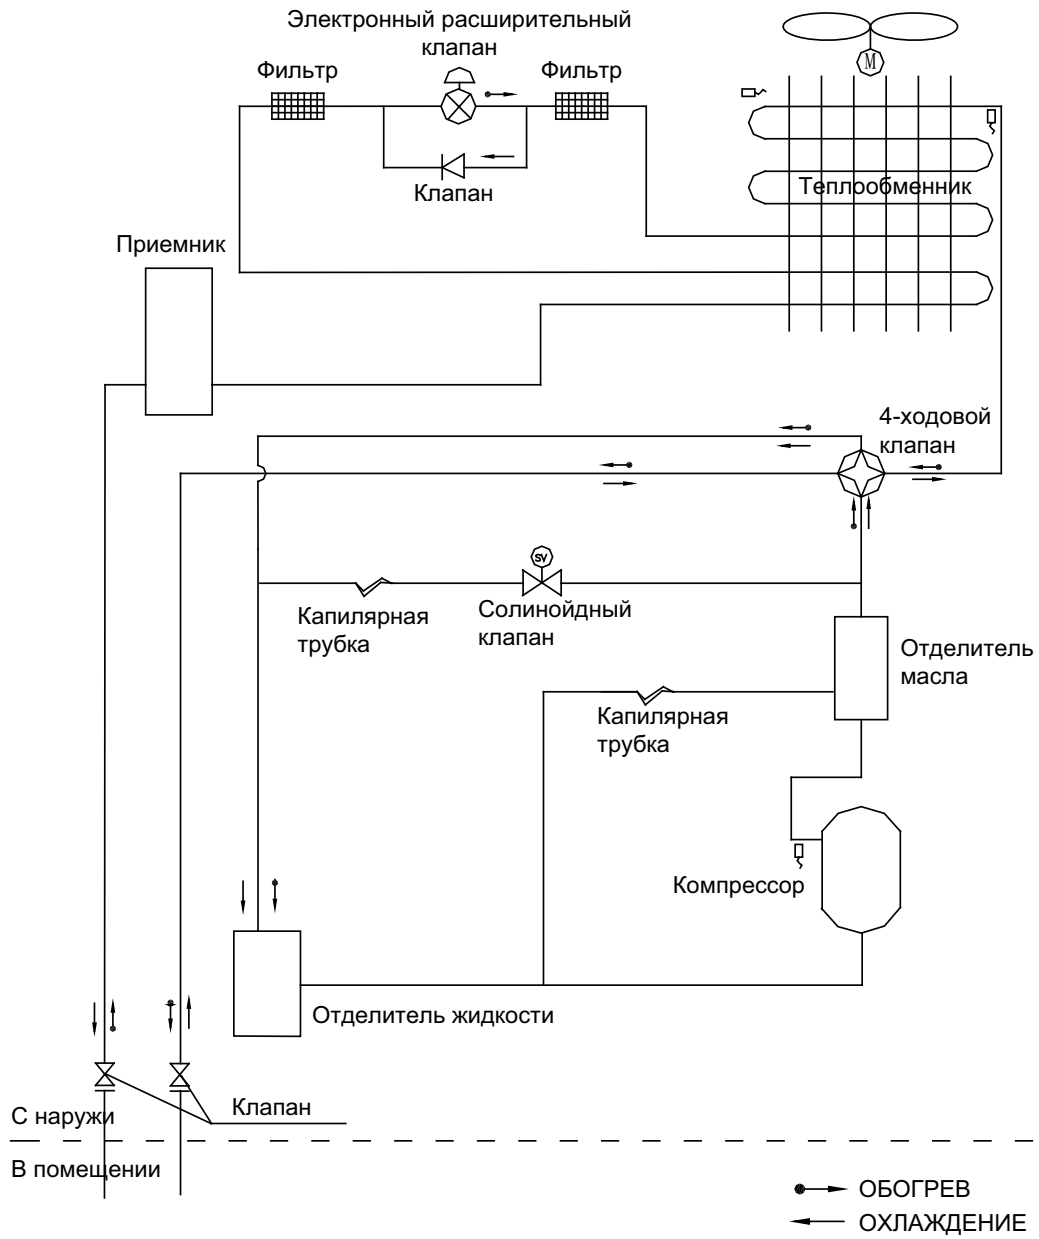 Электронный расширительный
клапан
Фильтр
Фильтр
M
Клапан
Теплообменник
Приемник
4-ходовой
клапан
SV
Капилярная
трубка
Солинойдный
клапан
Отделитель
масла
Капилярная
трубка
Компрессор
Отделитель жидкости
Клапан
С наружи
В помещении
ОБОГРЕВ
ОХЛАЖДЕНИЕ